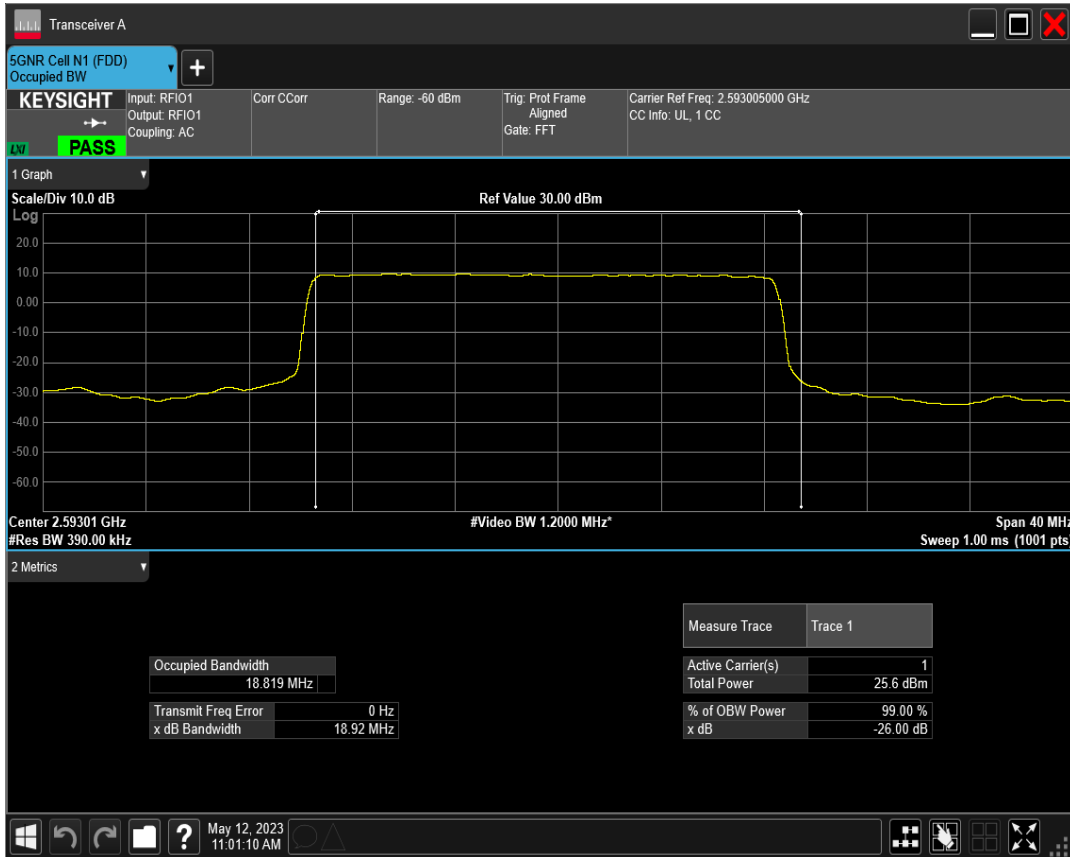 Transceiver A
5GNR Cell N1 (FDD)
Occupied BW
+
KEYSIGHT
LXI
PASS
Input: RFIO1
Output: RFIO1
Coupling: AC
Corr CCorr
Range: -60 dBm
Trig: Prot Frame
Aligned
Gate: FFT
Carrier Ref Freq: 2.593005000 GHz
CC Info: UL, 1 CC
1 Graph
Scale/Div 10.0 dB
Ref Value 30.00 dBm
Log
20.0
10.0
0.00
-10.0
-20.0
-30.0
-40.0
-50.0
-60.0
Center 2.59301 GHz
#Video BW 1.2000 MHz*
Span 40 MHz
#Res BW 390.00 kHz
Sweep 1.00 ms (1001 pts)
2 Metrics
Measure Trace Trace 1
Occupied Bandwidth
18.819 MHz
Active Carrier(s) 1
Total Power 25.6 dBm
Transmit Freq Error 0 Hz
x dB Bandwidth 18.92 MHz
% of OBW Power 99.00 %
x dB -26.00 dB
?
May 12, 2023
11:01:10 AM